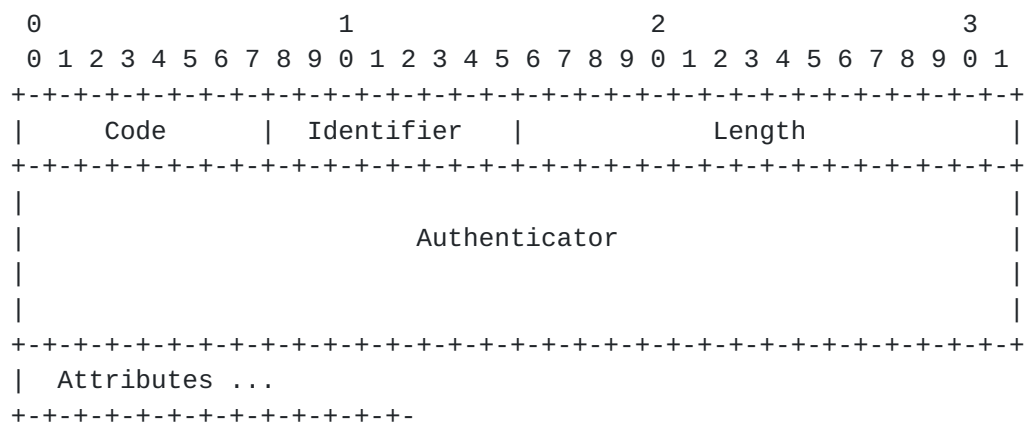 0                   1                   2                   3
 0 1 2 3 4 5 6 7 8 9 0 1 2 3 4 5 6 7 8 9 0 1 2 3 4 5 6 7 8 9 0 1
+-+-+-+-+-+-+-+-+-+-+-+-+-+-+-+-+-+-+-+-+-+-+-+-+-+-+-+-+-+-+-+-+
|     Code      |  Identifier   |            Length             |
+-+-+-+-+-+-+-+-+-+-+-+-+-+-+-+-+-+-+-+-+-+-+-+-+-+-+-+-+-+-+-+-+
|                                                               |
|                         Authenticator                         |
|                                                               |
|                                                               |
+-+-+-+-+-+-+-+-+-+-+-+-+-+-+-+-+-+-+-+-+-+-+-+-+-+-+-+-+-+-+-+-+
|  Attributes ...
+-+-+-+-+-+-+-+-+-+-+-+-+-